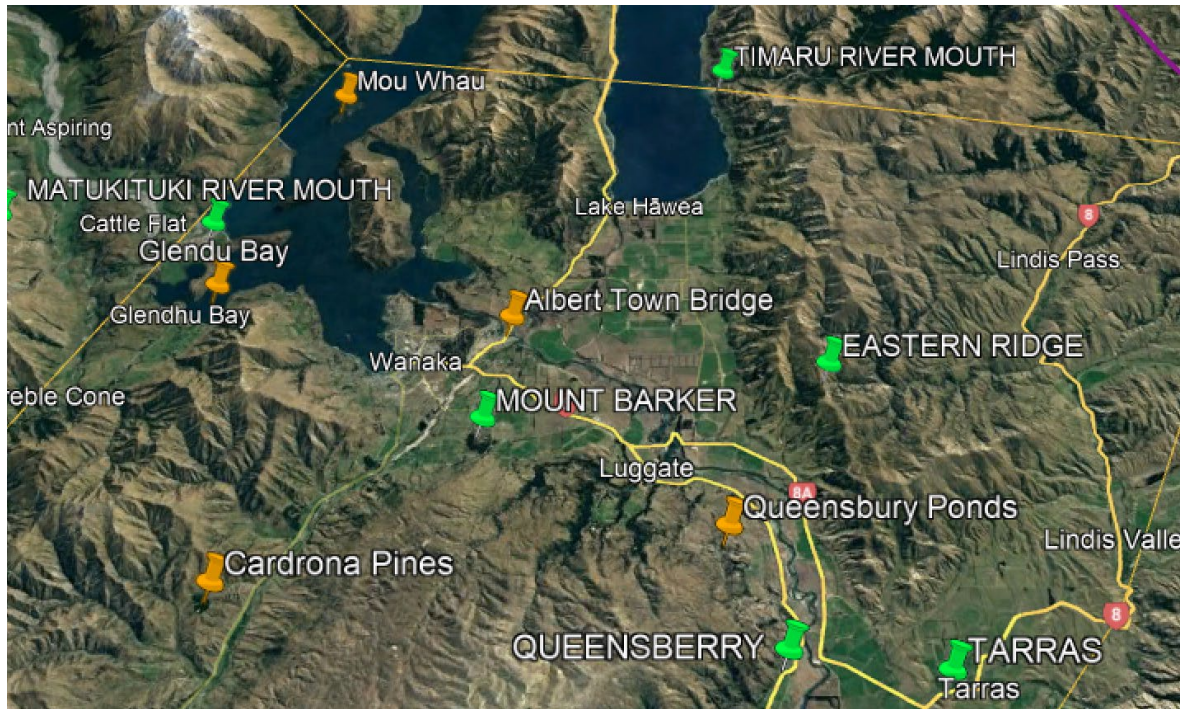 TIMARU RIVER MOUTH
Mou Whau
nt Aspiring
MATUKITUKI RIVER MOUTH
Lake Hāwea
8
Cattle Flat
Glendu Bay
Lindis Pass
Albert Town Bridge
Glendhu Bay
EASTERN RIDGE
Wanaka
reble Cone
MOUNT BARKER
Luggate
8A
Queensbury Ponds
Lindis Valle
Cardrona Pines
8
QUEENSBERRY
TARRAS
Tarras